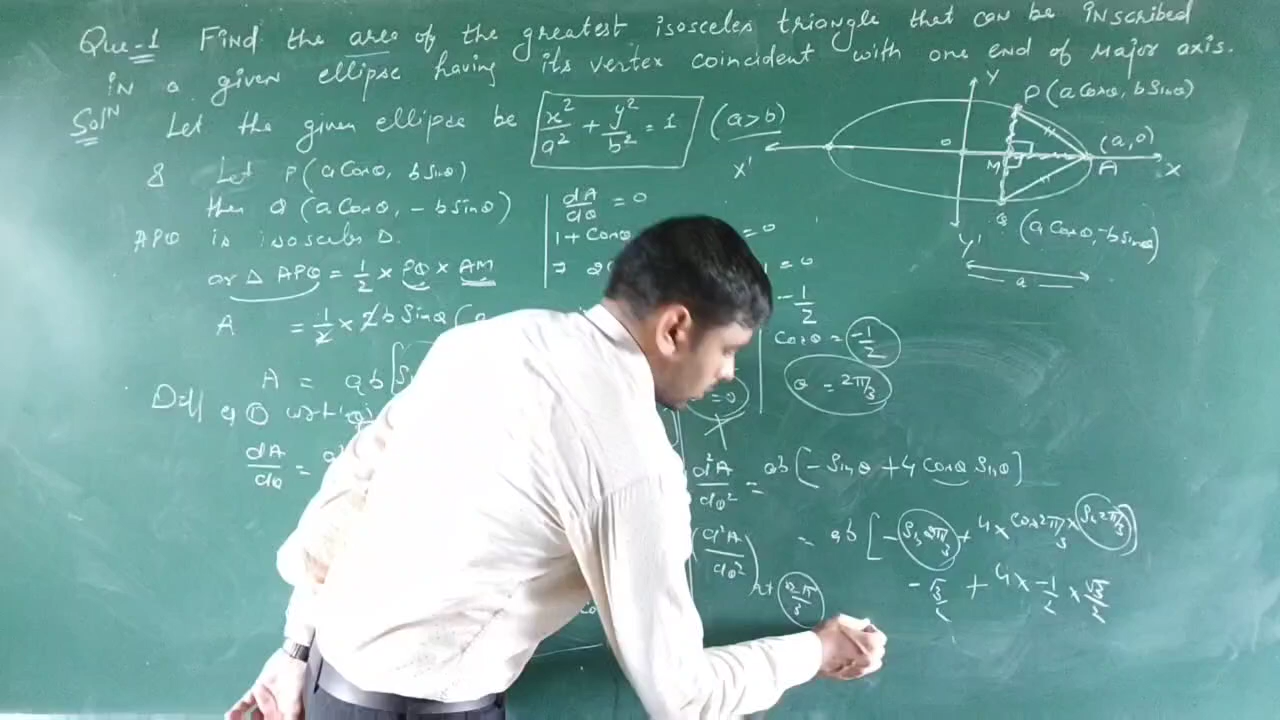 Que-1 Find the area of the greatest isosceles triangle that can be inscribed
in a given ellipse having its vertex coincident with one end of Major axis.
Solᴺ Let the given ellipse be x²/a² + y²/b² = 1 (a>b)
& Let P(a Cosθ, b Sinθ)
then Q (a Cosθ, - b Sinθ)
APQ is isosceles Δ.
or Δ APQ = 1/2 × PQ × AM
A = 1/2 × 2b Sinθ (a
A = ab [Sin
Diff eq ① w.r.t. θ
dA/dθ = a
dA/dθ = 0
1 + Cosθ = 0
⇒ 2 1 = 0
-1/2
= 0
×
Cosθ = -1/2
θ = 2π/3
d²A/dθ² = ab [-Sinθ + 4 Cosθ Sinθ]
(d²A/dθ²) at 2π/3 = ab [-Sin 2π/3 + 4 × Cos 2π/3 × Sin 2π/3]
-√3/2 + 4 × -1/2 × √3/2
Co
Y
P(a Cosθ, b Sinθ)
(a, 0)
X'
O
M
A
X
Q
(a Cosθ, -b Sinθ)
Y'
a